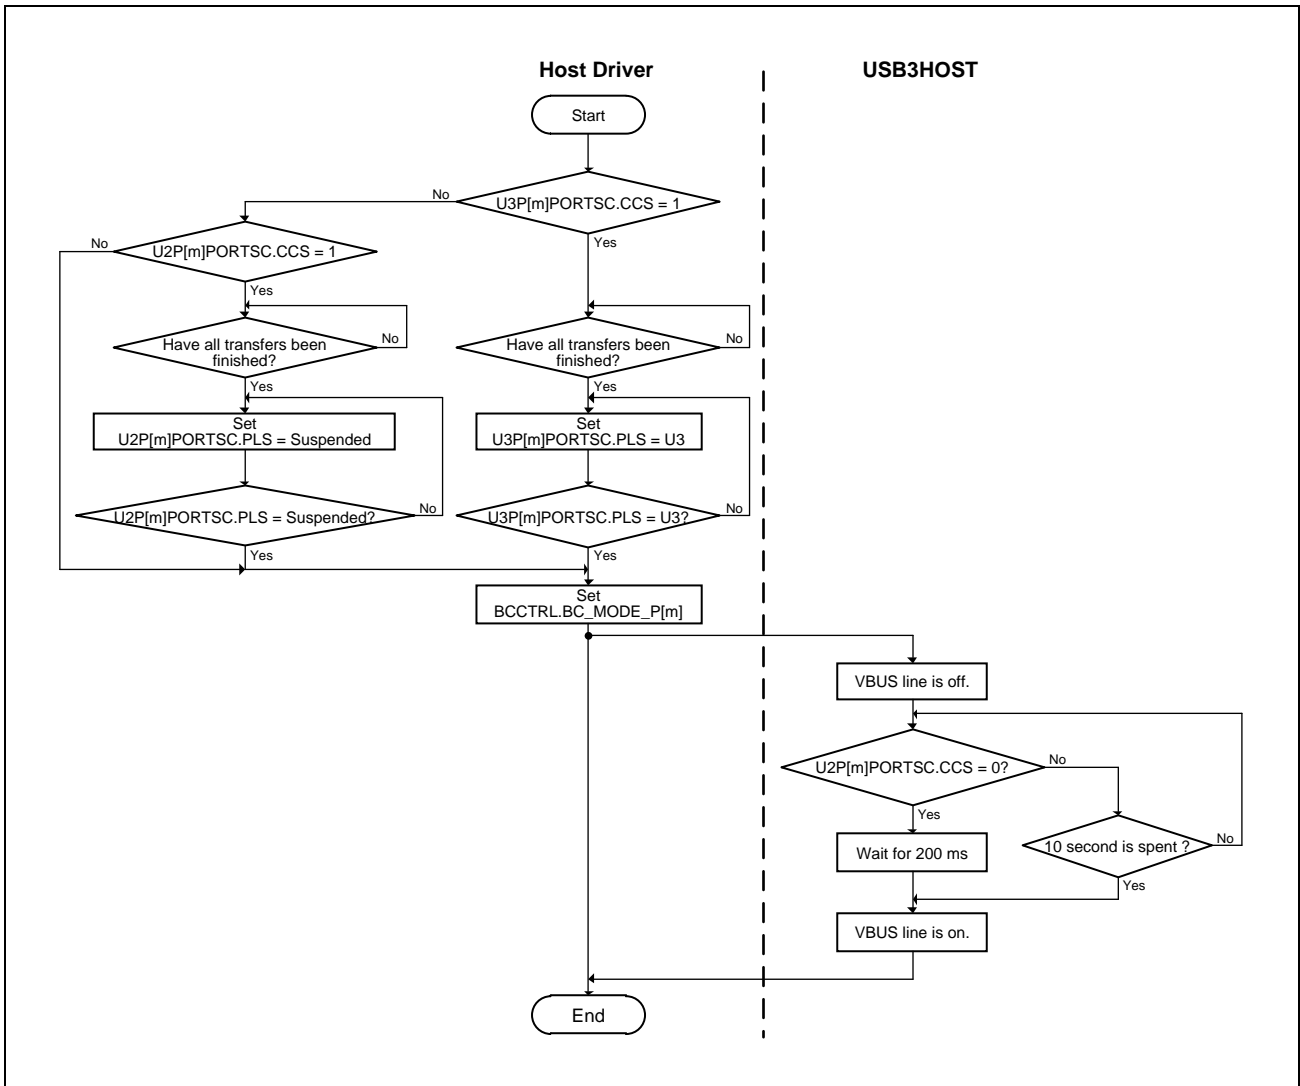 Host Driver
USB3HOST
Start
U3P[m]PORTSC.CCS = 1
No
Yes
U2P[m]PORTSC.CCS = 1
No
Yes
Have all transfers been
finished?
No
Yes
Have all transfers been
finished?
No
Yes
Set
U2P[m]PORTSC.PLS = Suspended
Set
U3P[m]PORTSC.PLS = U3
U2P[m]PORTSC.PLS = Suspended?
No
Yes
U3P[m]PORTSC.PLS = U3?
No
Yes
Set
BCCTRL.BC_MODE_P[m]
VBUS line is off.
U2P[m]PORTSC.CCS = 0?
No
Yes
Wait for 200 ms
10 second is spent ?
No
Yes
VBUS line is on.
End